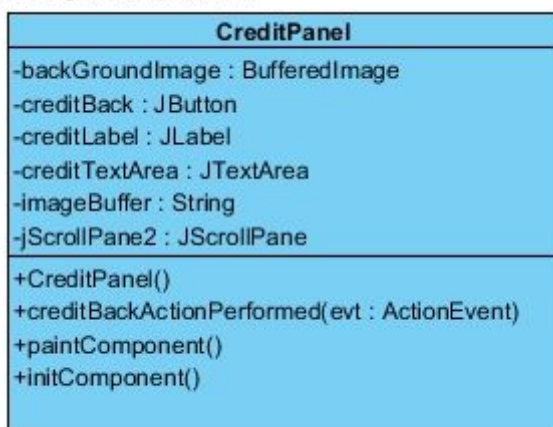 CreditPanel
-backGroundImage : BufferedImage
-creditBack : JButton
-creditLabel : JLabel
-creditTextArea : JTextArea
-imageBuffer : String
-jScrollPane2 : JScrollPane
+CreditPanel()
+creditBackActionPerformed(evt : ActionEvent)
+paintComponent()
+initComponent()